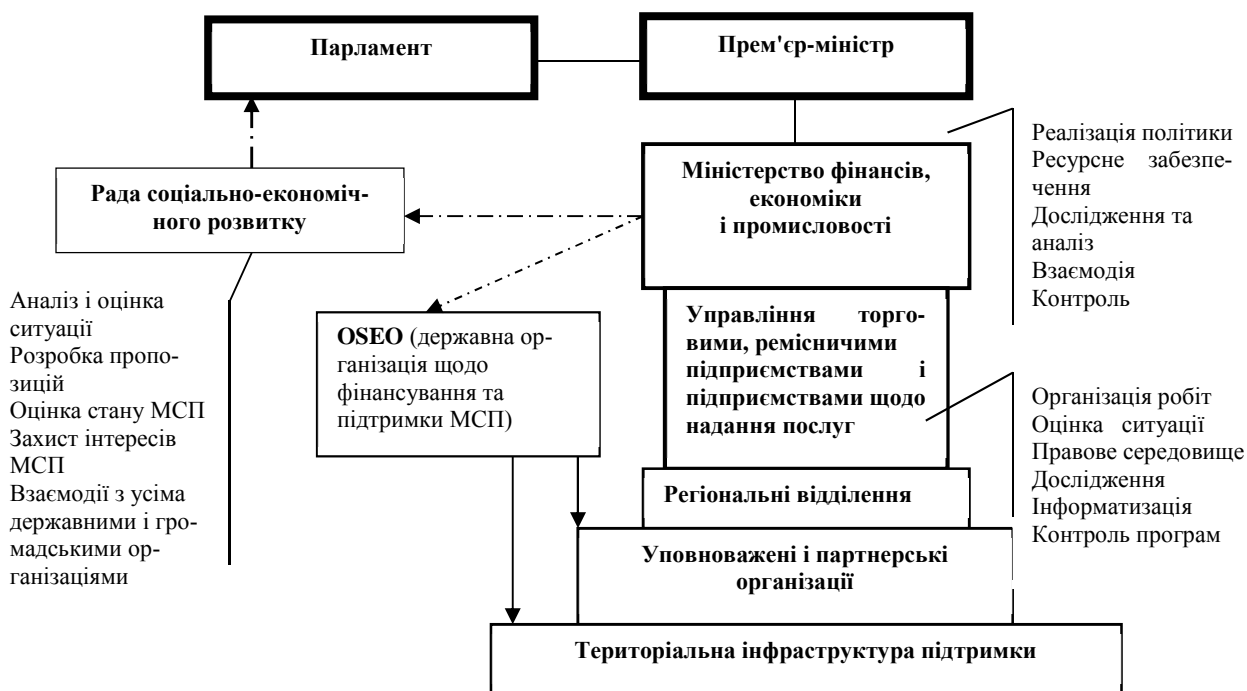 Парламент
Прем'єр-міністр
Реалізація політики
Ресурсне забезпе-
чення
Дослідження та
аналіз
Взаємодія
Контроль
Міністерство фінансів,
економіки
і промисловості
Рада соціально-економіч-
ного розвитку
Аналіз і оцінка
ситуації
Розробка пропо-
зицій
Оцінка стану МСП
Захист інтересів
МСП
Взаємодії з усіма
державними і гро-
мадськими ор-
ганізаціями
OSEO (державна ор-
ганізація щодо
фінансування та
підтримки МСП)
Управління торго-
вими, ремісничими
підприємствами і
підприємствами щодо
надання послуг
Організація робіт
Оцінка ситуації
Правове середовище
Дослідження
Інформатизація
Контроль програм
Регіональні відділення
Уповноважені і партнерські
організації
Територіальна інфраструктура підтримки